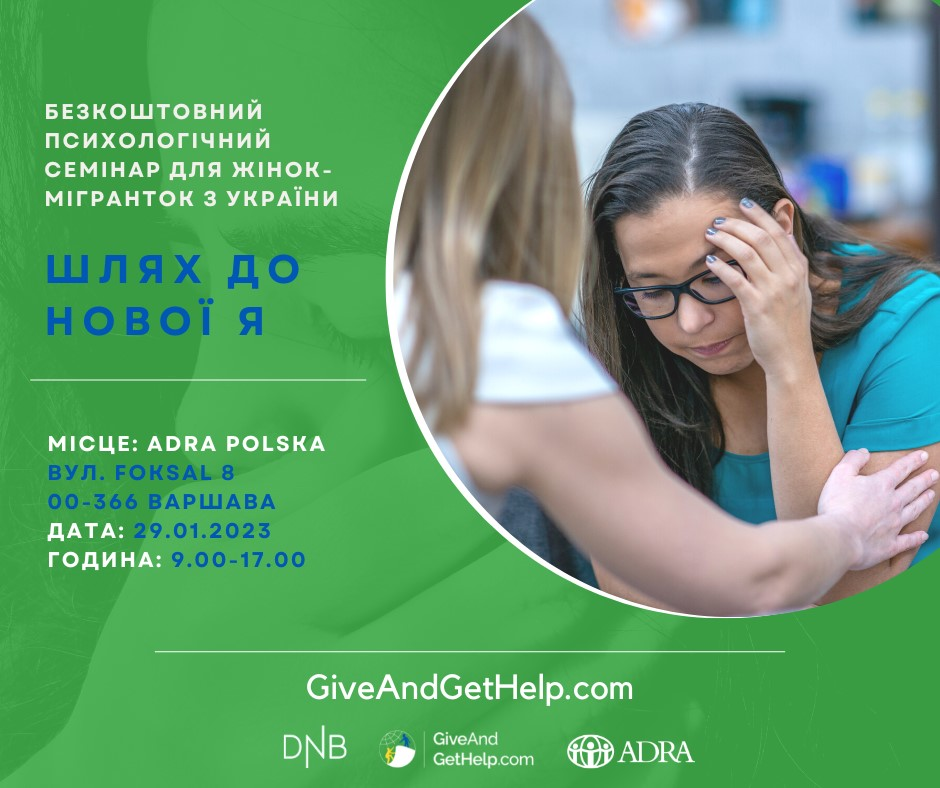 БЕЗКОШТОВНИЙ
ПСИХОЛОГІЧНИЙ
СЕМІНАР ДЛЯ ЖІНОК-
МІГРАНТОК З УКРАЇНИ
ШЛЯХ ДО
НОВОЇ Я
МІСЦЕ: ADRA POLSKA
ВУЛ. FOKSAL 8
00-366 ВАРШАВА
ДАТА: 29.01.2023
ГОДИНА: 9.00-17.00
GiveAndGetHelp.com
DNB
GiveAnd
GetHelp.com
ADRA